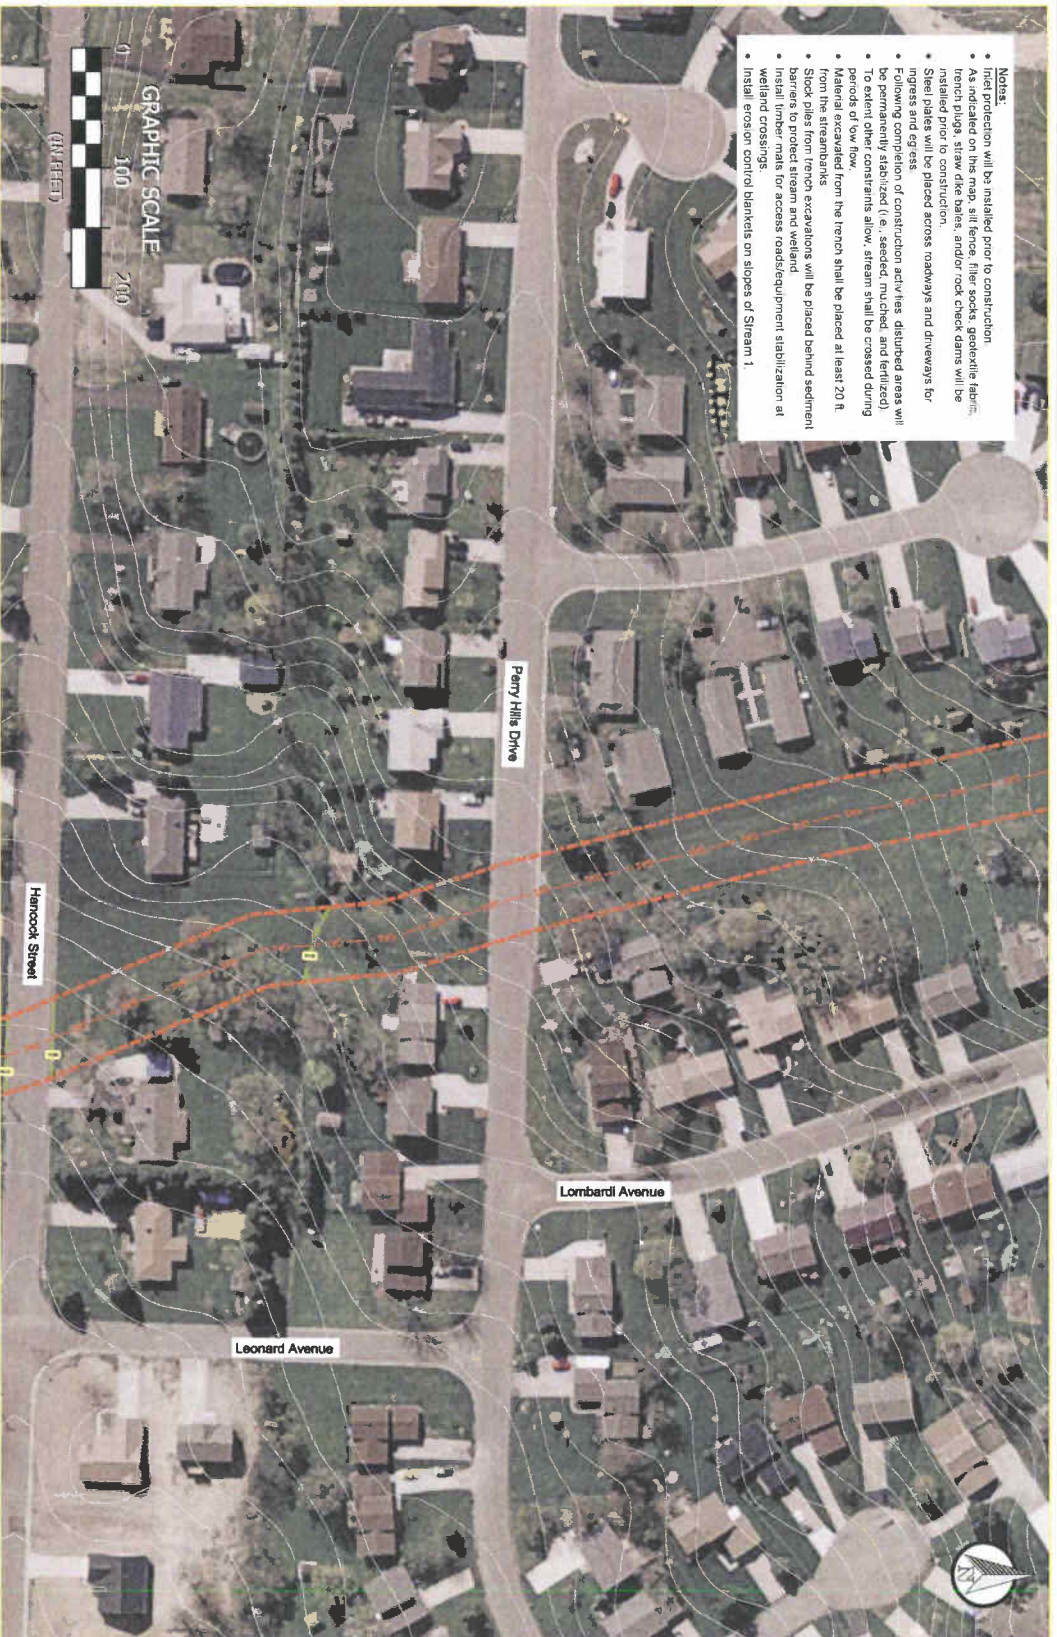 Notes:
• Inlet protection will be installed prior to construction.
• As indicated on this map, silt fence, filter socks, geotextile fabric,
trench plugs, straw dike bales, and/or rock check dams will be
installed prior to construction.
• Steel plates will be placed across roadways and driveways for
ingress and egress.
• Following completion of construction activities, disturbed areas will
be permanently stabilized (i.e., seeded, mulched, and fertilized)
• To extent other constraints allow, stream shall be crossed during
periods of low flow.
• Material excavated from the trench shall be placed at least 20 ft.
from the streambanks
• Stock piles from trench excavations will be placed behind sediment
barriers to protect stream and wetland.
• Install timber mats for access roads/equipment stabilization at
wetland crossings.
• Install erosion control blankets on slopes of Stream 1.
Perry Hills Drive
Lombardi Avenue
Leonard Avenue
Hancock Street
GRAPHIC SCALE
0 100 200
(IN FEET)
N